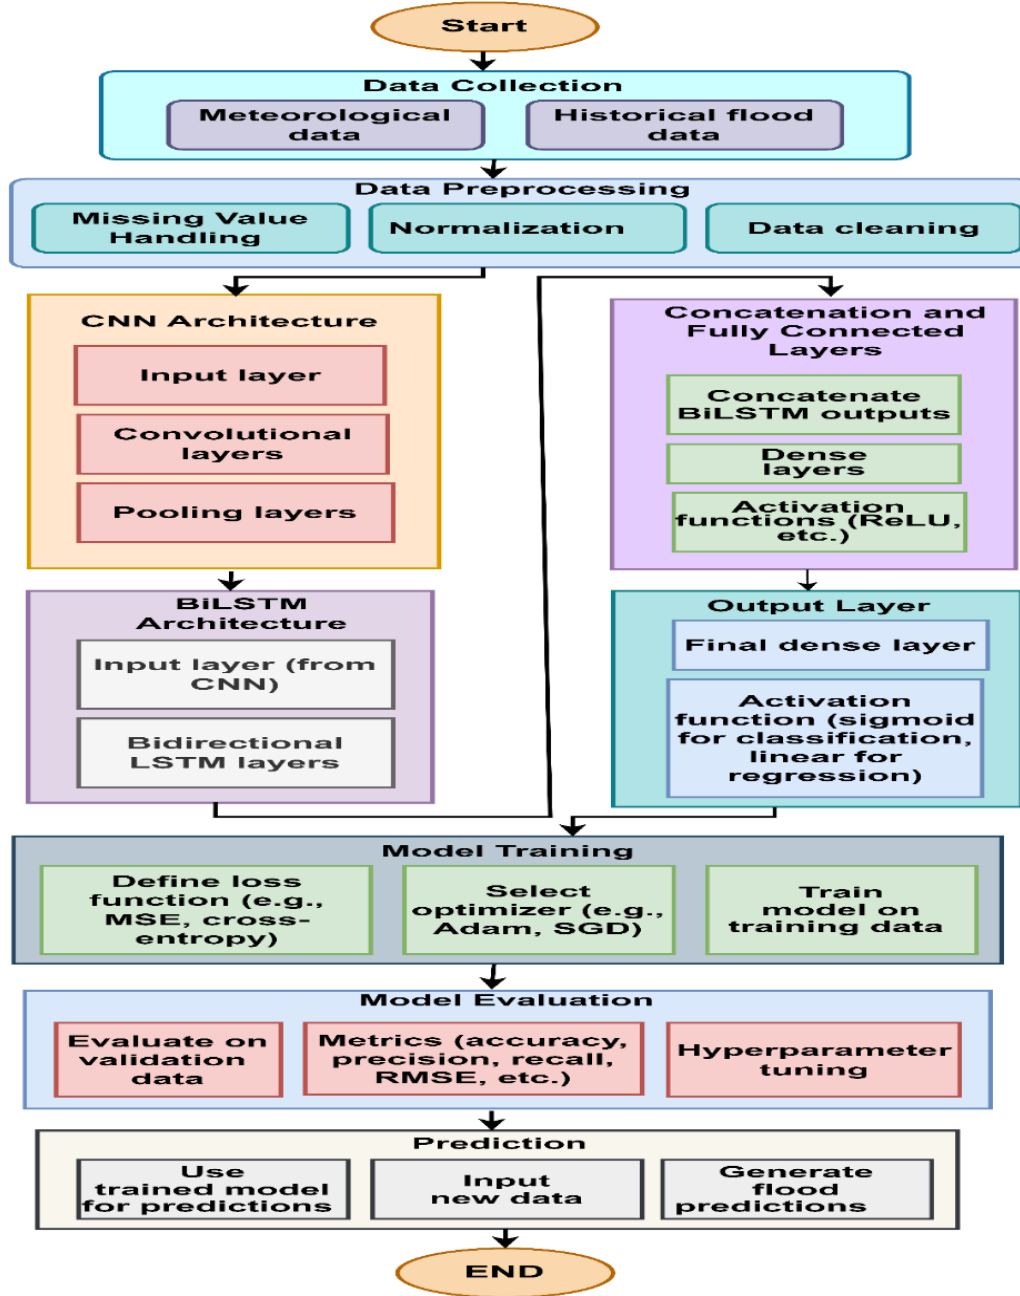 Start
Data Collection
Meteorological
data
Historical flood
data
Data Preprocessing
Missing Value
Handling
Normalization
Data cleaning
CNN Architecture
Input layer
Convolutional
layers
Pooling layers
BiLSTM
Architecture
Input layer (from
CNN)
Bidirectional
LSTM layers
Concatenation and
Fully Connected
Layers
Concatenate
BiLSTM outputs
Dense
layers
Activation
functions (ReLU,
etc.)
Output Layer
Final dense layer
Activation
function (sigmoid
for classification,
linear for
regression)
Model Training
Define loss
function (e.g.,
MSE, cross-
entropy)
Select
optimizer (e.g.,
Adam, SGD)
Train
model on
training data
Model Evaluation
Evaluate on
validation
data
Metrics (accuracy,
precision, recall,
RMSE, etc.)
Hyperparameter
tuning
Prediction
Use
trained model
for predictions
Input
new data
Generate
flood
predictions
END